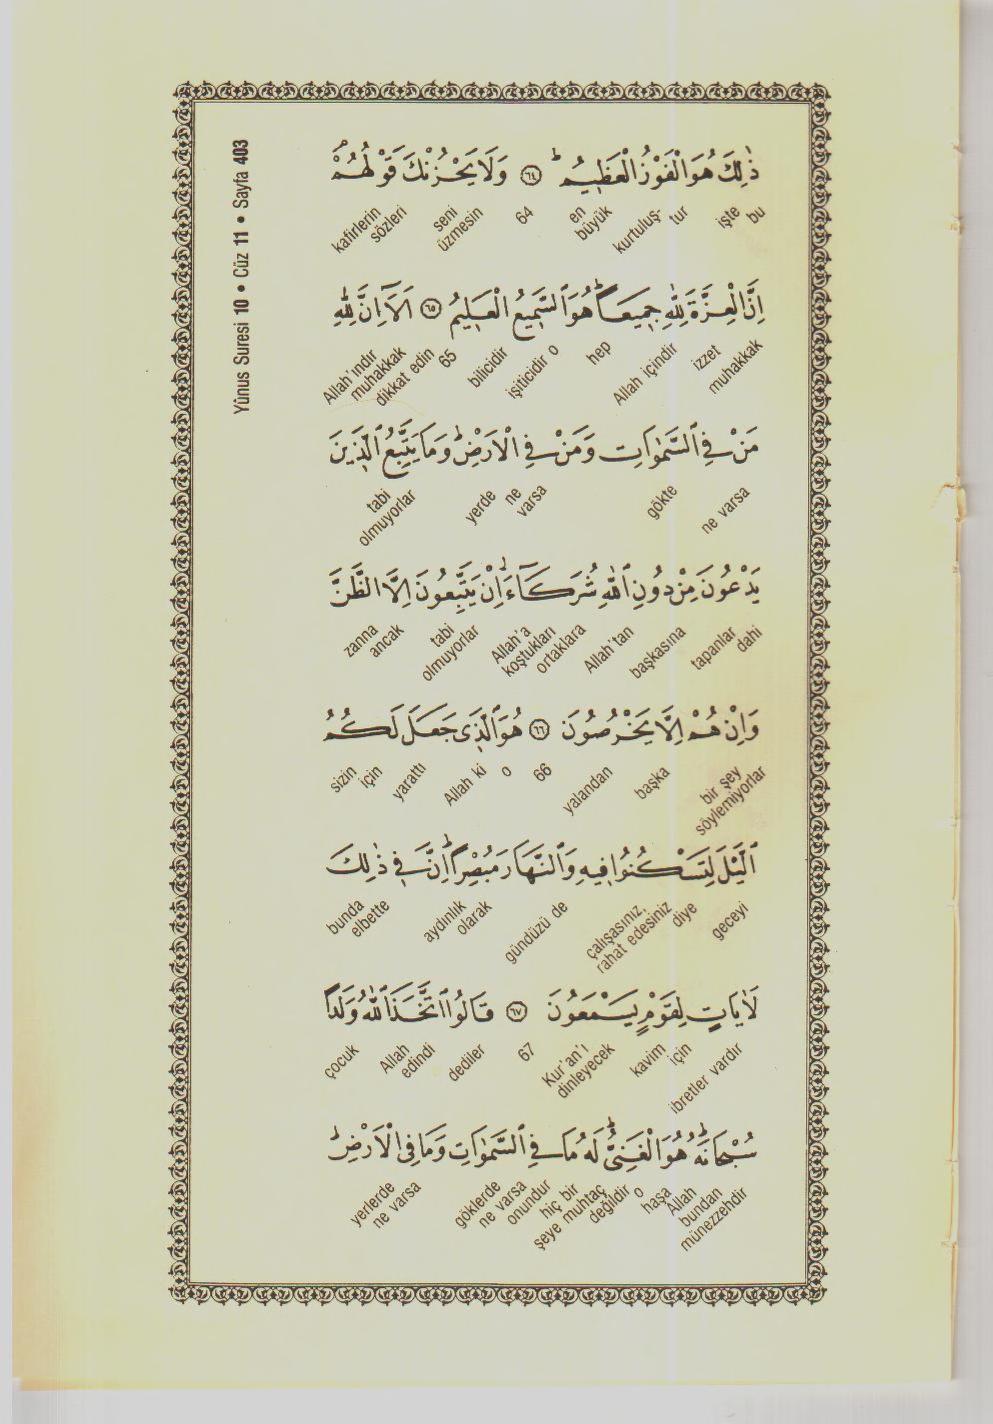 Yûnus Suresi 10 • Cüz 11 • Sayfa 403
ذٰلِكَ هُوَ الْفَوْزُ الْعَظ۪يمُۜ ﴿٦٤﴾ وَلَا يَحْزُنْكَ قَوْلُهُمْۢ
bu işte tur kurtuluş- en büyük 64 seni üzmesin kafirlerin sözleri
اِنَّ الْعِزَّةَ لِلّٰهِ جَم۪يعًاۜ هُوَ السَّم۪يعُ الْعَل۪يمُ ﴿٦٥﴾ اَلَٓا اِنَّ لِلّٰهِ
muhakkak izzet Allah içindir hep o işiticidir bilicidir 65 dikkat edin muhakkak Allah'ındır
مَنْ فِي السَّمٰوَاتِ وَمَنْ فِي الْاَرْضِۜ وَمَا يَتَّبِعُ الَّذ۪ينَ
ne varsa gökte ne varsa yerde tabi olmuyorlar
يَدْعُونَ مِنْ دُونِ اللّٰهِ شُرَكَٓاءَۜ اِنْ يَتَّبِعُونَ اِلَّا الظَّنَّ
dahi tapanlar başkasına Allah'tan Allah'a koştukları ortaklara tabi olmuyorlar ancak zanna
وَاِنْ هُمْ اِلَّا يَخْرُصُونَ ﴿٦٦﴾ هُوَ الَّذ۪ي جَعَلَ لَكُمُ
bir şey söylemiyorlar başka yalandan 66 o Allah ki yarattı sizin için
الَّيْلَ لِتَسْكُنُوا ف۪يهِ وَالنَّهَارَ مُبْصِرًاۜ اِنَّ ف۪ي ذٰلِكَ
geceyi diye çalışasınız, rahat edesiniz gündüzü de aydınlık olarak bunda elbette
لَاٰيَاتٍ لِقَوْمٍ يَسْمَعُونَ ﴿٦٧﴾ قَالُوا اتَّخَذَ اللّٰهُ وَلَدًا
ibretler vardır için kavim Kur'an'ı dinleyecek 67 dediler Allah edindi çocuk
سُبْحَانَهُۜ هُوَ الْغَنِيُّۜ لَهُ مَا فِي السَّمٰوَاتِ وَمَا فِي الْاَرْضِۜ
Allah bundan münezzehdir haşa o hiç bir şeye muhtaç değildir onundur göklerde ne varsa yerlerde ne varsa